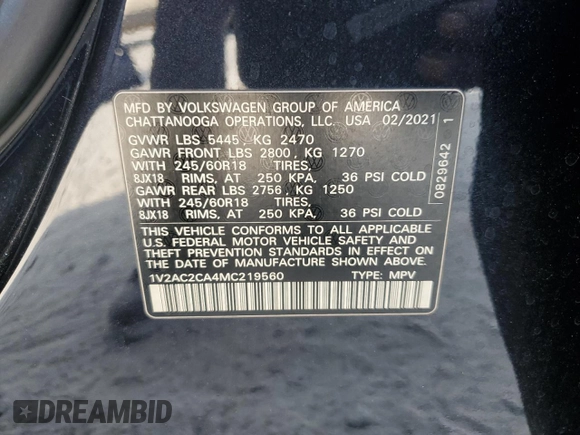 MFD BY VOLKSWAGEN GROUP OF AMERICA
CHATTANOOGA OPERATIONS, LLC. USA 02/2021
GVWR LBS 5445, KG 2470
GAWR FRONT LBS 2800, KG 1270
WITH 245/60R18 TIRES,
8JX18 RIMS, AT 250 KPA, 36 PSI COLD
GAWR REAR LBS 2756, KG 1250
WITH 245/60R18 TIRES,
8JX18 RIMS, AT 250 KPA, 36 PSI COLD
THIS VEHICLE CONFORMS TO ALL APPLICABLE
U.S. FEDERAL MOTOR VEHICLE SAFETY AND
THEFT PREVENTION STANDARDS IN EFFECT ON
THE DATE OF MANUFACTURE SHOWN ABOVE.
1V2AC2CA4MC219560 TYPE: MPV
0829642 1
DREAMBID